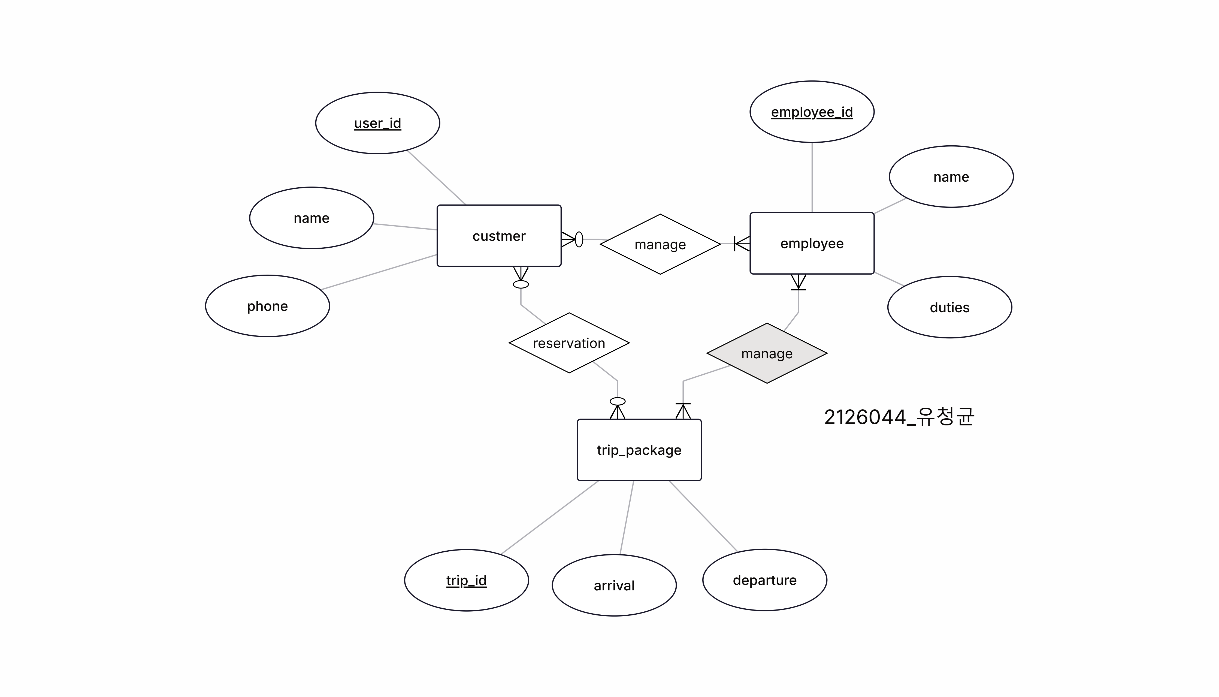 employee_id
user_id
name
name
custmer
manage
employee
phone
duties
reservation
manage
2126044_유청균
trip_package
trip_id
arrival
departure